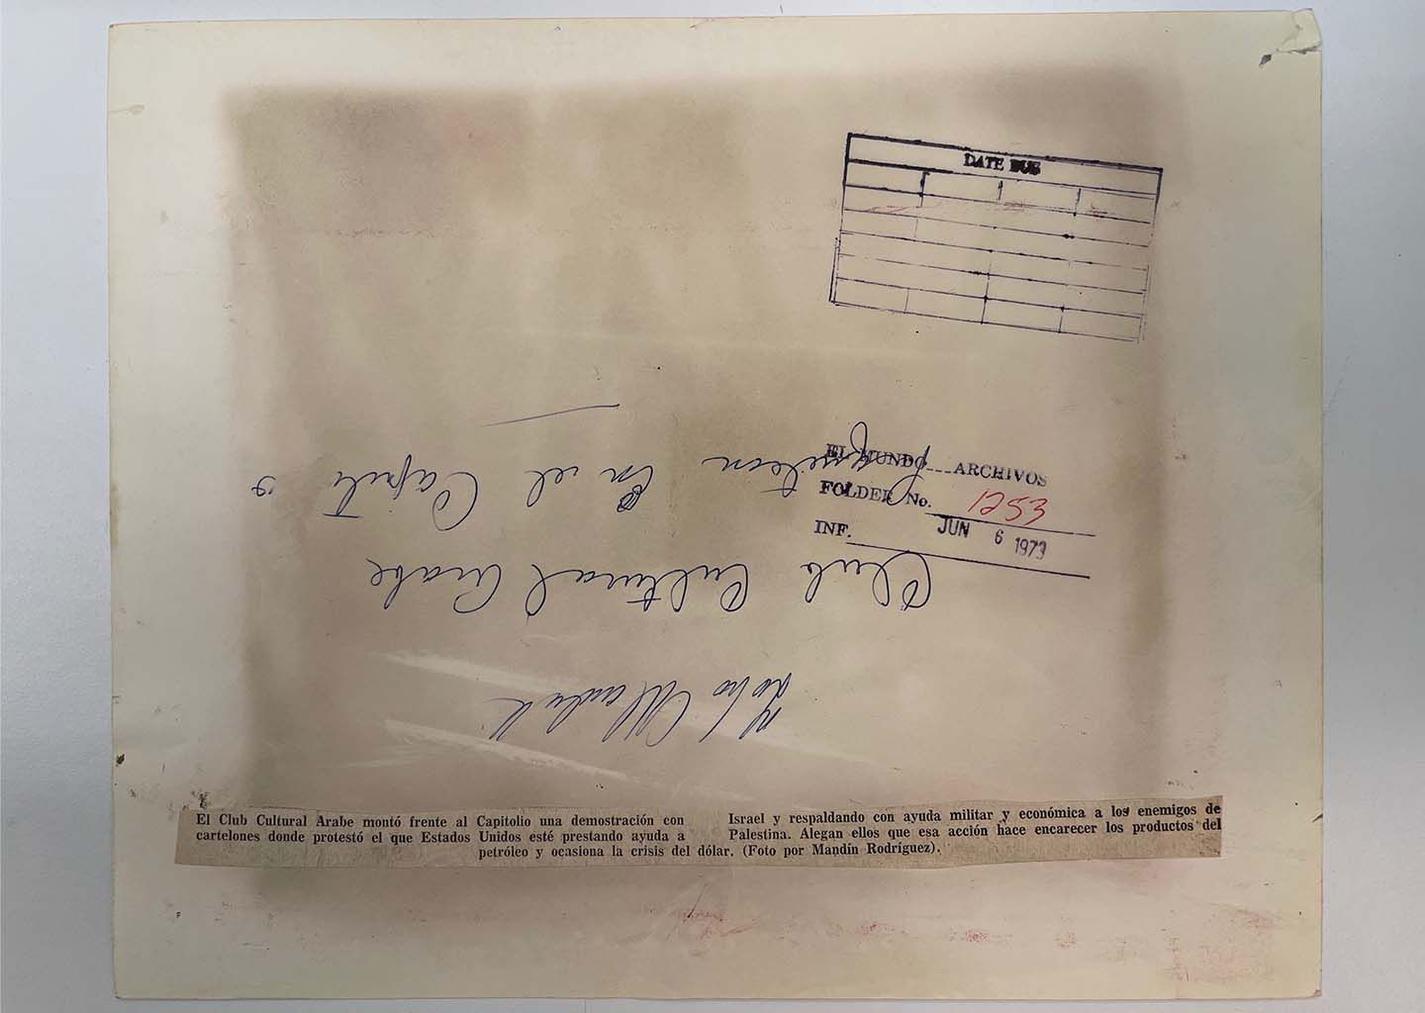 DATE DUE
EL MUNDO---ARCHIVOS
FOLDER No. 1253
JUN 6 1973
INF.
Foto Mandin
Club Cultural Arabe
en el Capitolio
El Club Cultural Arabe montó frente al Capitolio una demostración con
cartelones donde protestó el que Estados Unidos esté prestando ayuda a
Israel y respaldando con ayuda militar y económica a los enemigos de
Palestina. Alegan ellos que esa acción hace encarecer los productos del
petróleo y ocasiona la crisis del dólar. (Foto por Mandín Rodríguez).